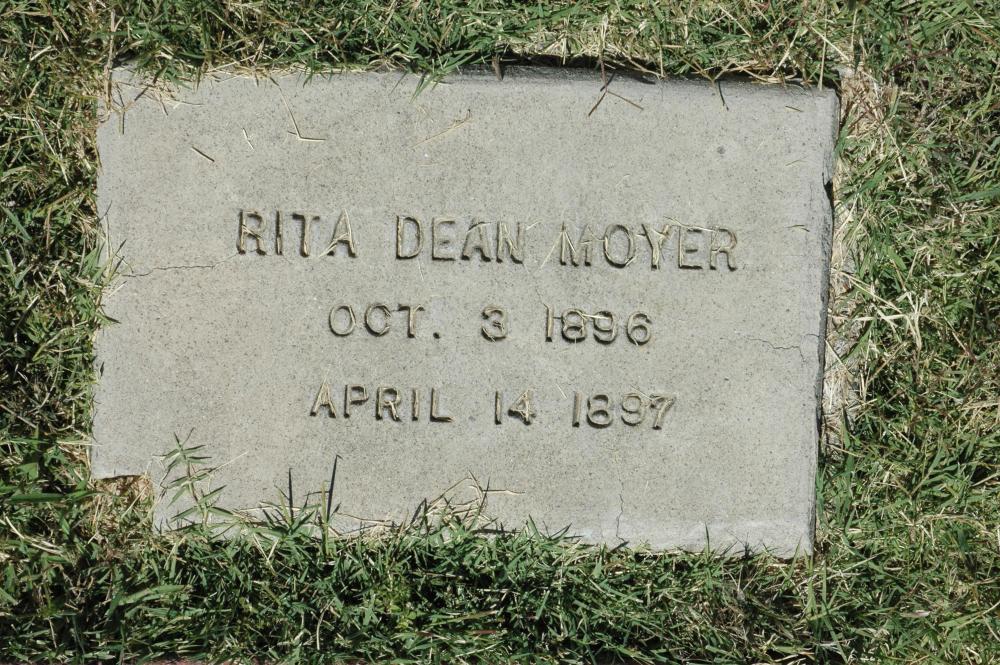 RITA DEAN MOYER
OCT. 3 1896
APRIL 14 1897